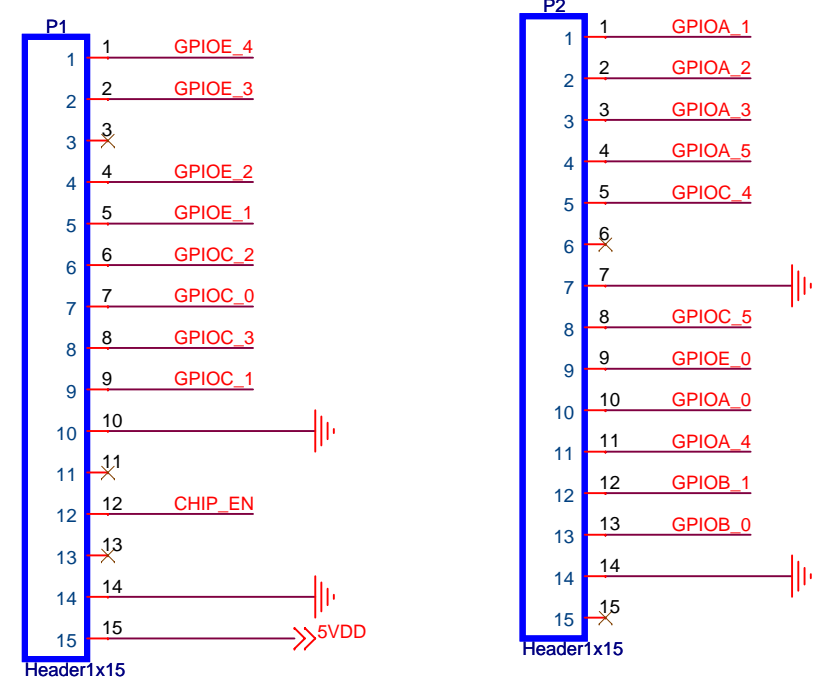 P1
1 1 GPIOE_4
2 2 GPIOE_3
3 3
4 4 GPIOE_2
5 5 GPIOE_1
6 6 GPIOC_2
7 7 GPIOC_0
8 8 GPIOC_3
9 9 GPIOC_1
10 10
11 11
12 12 CHIP_EN
13 13
14 14
15 15 5VDD
Header1x15
P2
1 1 GPIOA_1
2 2 GPIOA_2
3 3 GPIOA_3
4 4 GPIOA_5
5 5 GPIOC_4
6 6
7 7
8 8 GPIOC_5
9 9 GPIOE_0
10 10 GPIOA_0
11 11 GPIOA_4
12 12 GPIOB_1
13 13 GPIOB_0
14 14
15 15
Header1x15